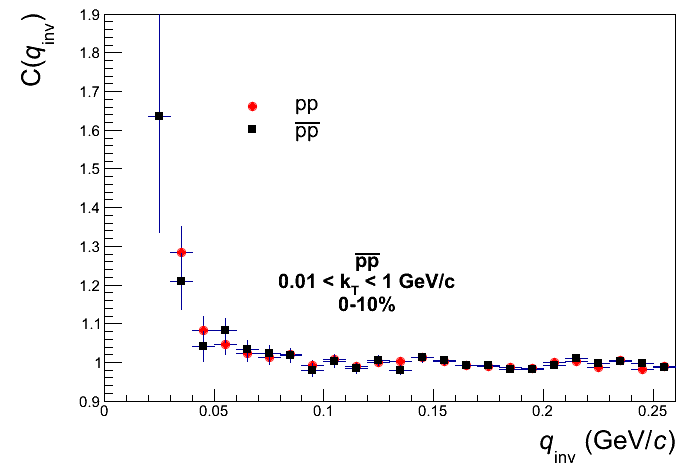 C(q_inv)
1.9
1.8
1.7
1.6
1.5
1.4
1.3
1.2
1.1
1
0.9
pp
p̅p̅
p̅p̅
0.01 < k_T < 1 GeV/c
0-10%
0 0.05 0.1 0.15 0.2 0.25
q_inv (GeV/c)